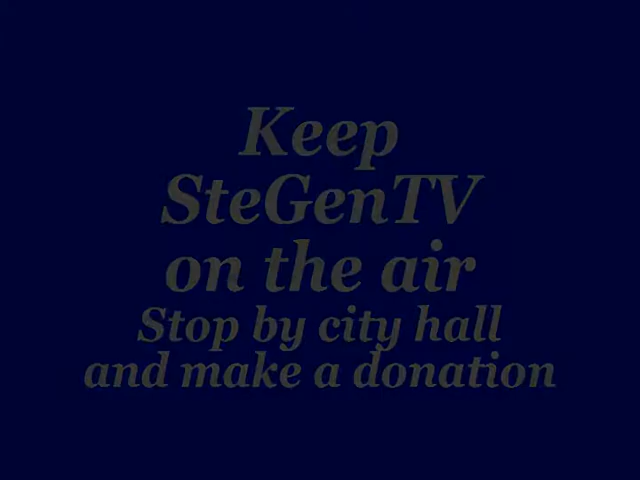 Keep
SteGenTV
on the air
Stop by city hall
and make a donation